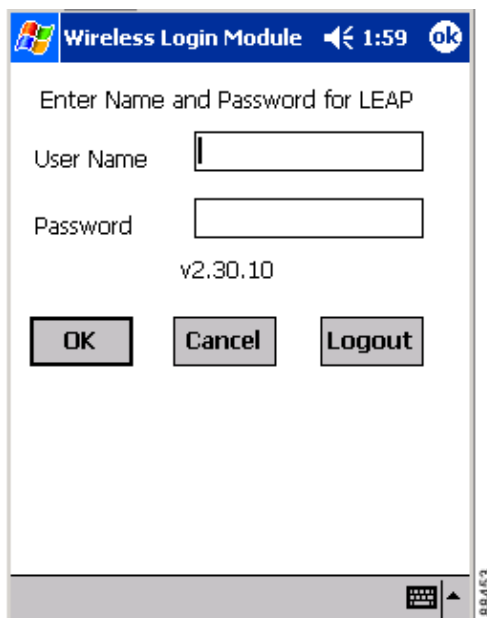 Wireless Login Module 1:59 ok
Enter Name and Password for LEAP
User Name
Password
v2.30.10
OK Cancel Logout
88453